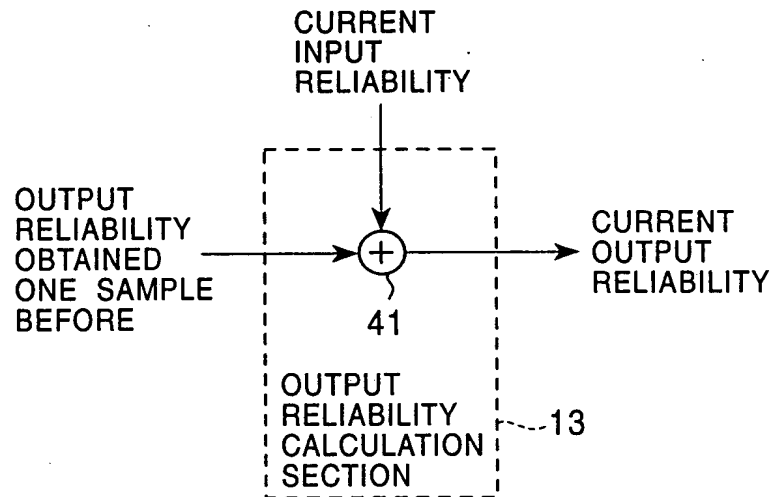 CURRENT
INPUT
RELIABILITY
OUTPUT
RELIABILITY
OBTAINED
ONE SAMPLE
BEFORE
+
41
CURRENT
OUTPUT
RELIABILITY
OUTPUT
RELIABILITY
CALCULATION
SECTION
13